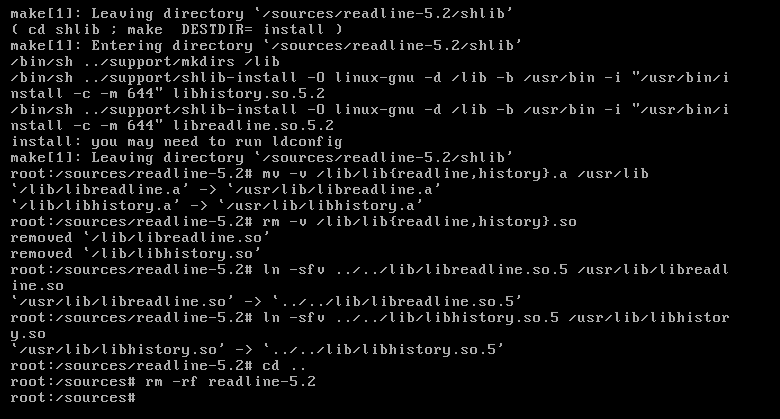 make[1]: Leaving directory `/sources/readline-5.2/shlib'
( cd shlib ; make  DESTDIR= install )
make[1]: Entering directory `/sources/readline-5.2/shlib'
/bin/sh ../support/mkdirs /lib
/bin/sh ../support/shlib-install -O linux-gnu -d /lib -b /usr/bin -i "/usr/bin/i
nstall -c -m 644" libhistory.so.5.2
/bin/sh ../support/shlib-install -O linux-gnu -d /lib -b /usr/bin -i "/usr/bin/i
nstall -c -m 644" libreadline.so.5.2
install: you may need to run ldconfig
make[1]: Leaving directory `/sources/readline-5.2/shlib'
root:/sources/readline-5.2# mv -v /lib/lib{readline,history}.a /usr/lib
`/lib/libreadline.a' -> `/usr/lib/libreadline.a'
`/lib/libhistory.a' -> `/usr/lib/libhistory.a'
root:/sources/readline-5.2# rm -v /lib/lib{readline,history}.so
removed `/lib/libreadline.so'
removed `/lib/libhistory.so'
root:/sources/readline-5.2# ln -sfv ../../lib/libreadline.so.5 /usr/lib/libreadl
ine.so
`/usr/lib/libreadline.so' -> `../../lib/libreadline.so.5'
root:/sources/readline-5.2# ln -sfv ../../lib/libhistory.so.5 /usr/lib/libhistor
y.so
`/usr/lib/libhistory.so' -> `../../lib/libhistory.so.5'
root:/sources/readline-5.2# cd ..
root:/sources# rm -rf readline-5.2
root:/sources#